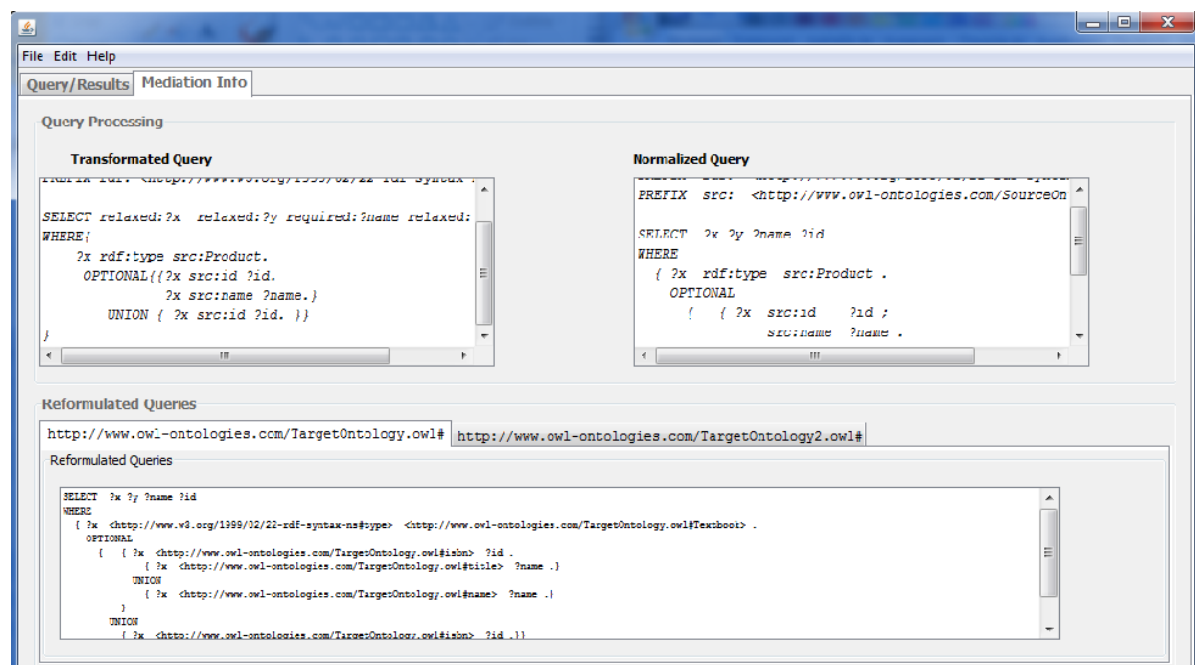 File Edit Help
Query/Results Mediation Info
Query Processing
Transformated Query
SELECT relaxed:?x relaxed:?y required:?name relaxed:
WHERE{
?x rdf:type src:Product.
OPTIONAL{{?x src:id ?id.
?x src:name ?name.}
UNION { ?x src:id ?id. }}
}
Normalized Query
PREFIX src: <http://www.owl-ontologies.com/SourceOn
SELECT ?x ?y ?name ?id
WHERE
{ ?x rdf:type src:Product .
OPTIONAL
{ { ?x src:id ?id ;
src:name ?name .
Reformulated Queries
http://www.owl-ontologies.com/TargetOntology.owl# http://www.owl-ontologies.com/TargetOntology2.owl#
Reformulated Queries
SELECT ?x ?y ?name ?id
WHERE
{ ?x <http://www.w3.org/1999/02/22-rdf-syntax-ns#type> <http://www.owl-ontologies.com/TargetOntology.owl#Textbook> .
OPTIONAL
{ { ?x <http://www.owl-ontologies.com/TargetOntology.owl#isbn> ?id .
{ ?x <http://www.owl-ontologies.com/TargetOntology.owl#title> ?name .}
UNION
{ ?x <http://www.owl-ontologies.com/TargetOntology.owl#name> ?name .}
}
UNION
{ ?x <http://www.owl-ontologies.com/TargetOntology.owl#isbn> ?id .}}